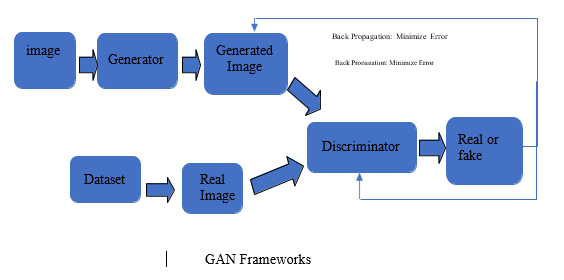 image
Generator
Generated
Image
Back Propagation: Minimize Error
Back Propagation: Minimize Error
Discriminator
Real or
fake
Dataset
Real
Image
GAN Frameworks